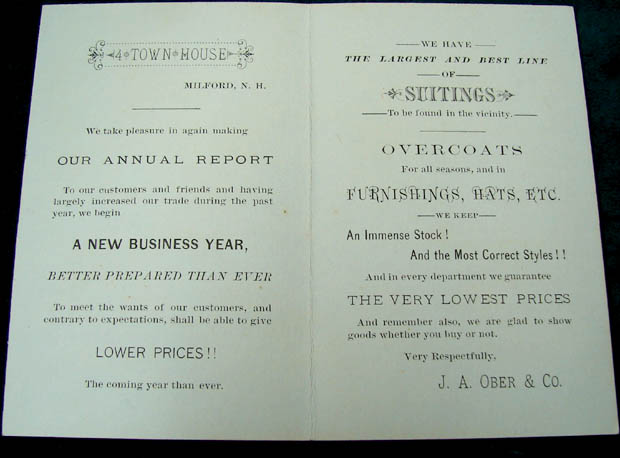 4 TOWN HOUSE
MILFORD, N. H.
We take pleasure in again making
OUR ANNUAL REPORT
To our customers and friends and having
largely increased our trade during the past
year, we begin
A NEW BUSINESS YEAR,
BETTER PREPARED THAN EVER
To meet the wants of our customers, and
contrary to expectations, shall be able to give
LOWER PRICES!!
The coming year than ever.
WE HAVE
THE LARGEST AND BEST LINE
OF
SUITINGS
To be found in the vicinity.
OVERCOATS
For all seasons, and in
FURNISHINGS, HATS, ETC.
WE KEEP
An Immense Stock!
And the Most Correct Styles!!
And in every department we guarantee
THE VERY LOWEST PRICES
And remember also, we are glad to show
goods whether you buy or not.
Very Respectfully,
J. A. OBER & CO.